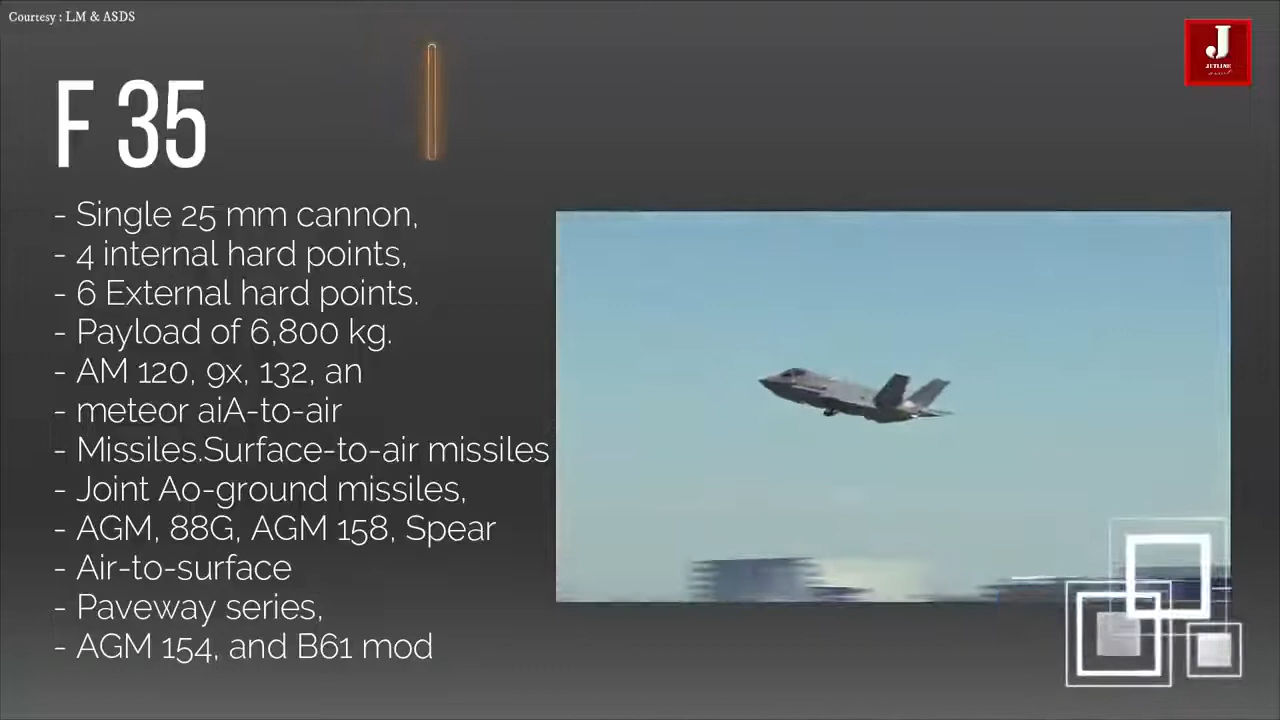 Courtesy : LM & ASDS
J
JETLINE
F 35
- Single 25 mm cannon,
- 4 internal hard points,
- 6 External hard points.
- Payload of 6,800 kg.
- AM 120, 9x, 132, an
- meteor aiA-to-air
- Missiles.Surface-to-air missiles
- Joint Ao-ground missiles,
- AGM, 88G, AGM 158, Spear
- Air-to-surface
- Paveway series,
- AGM 154, and B61 mod